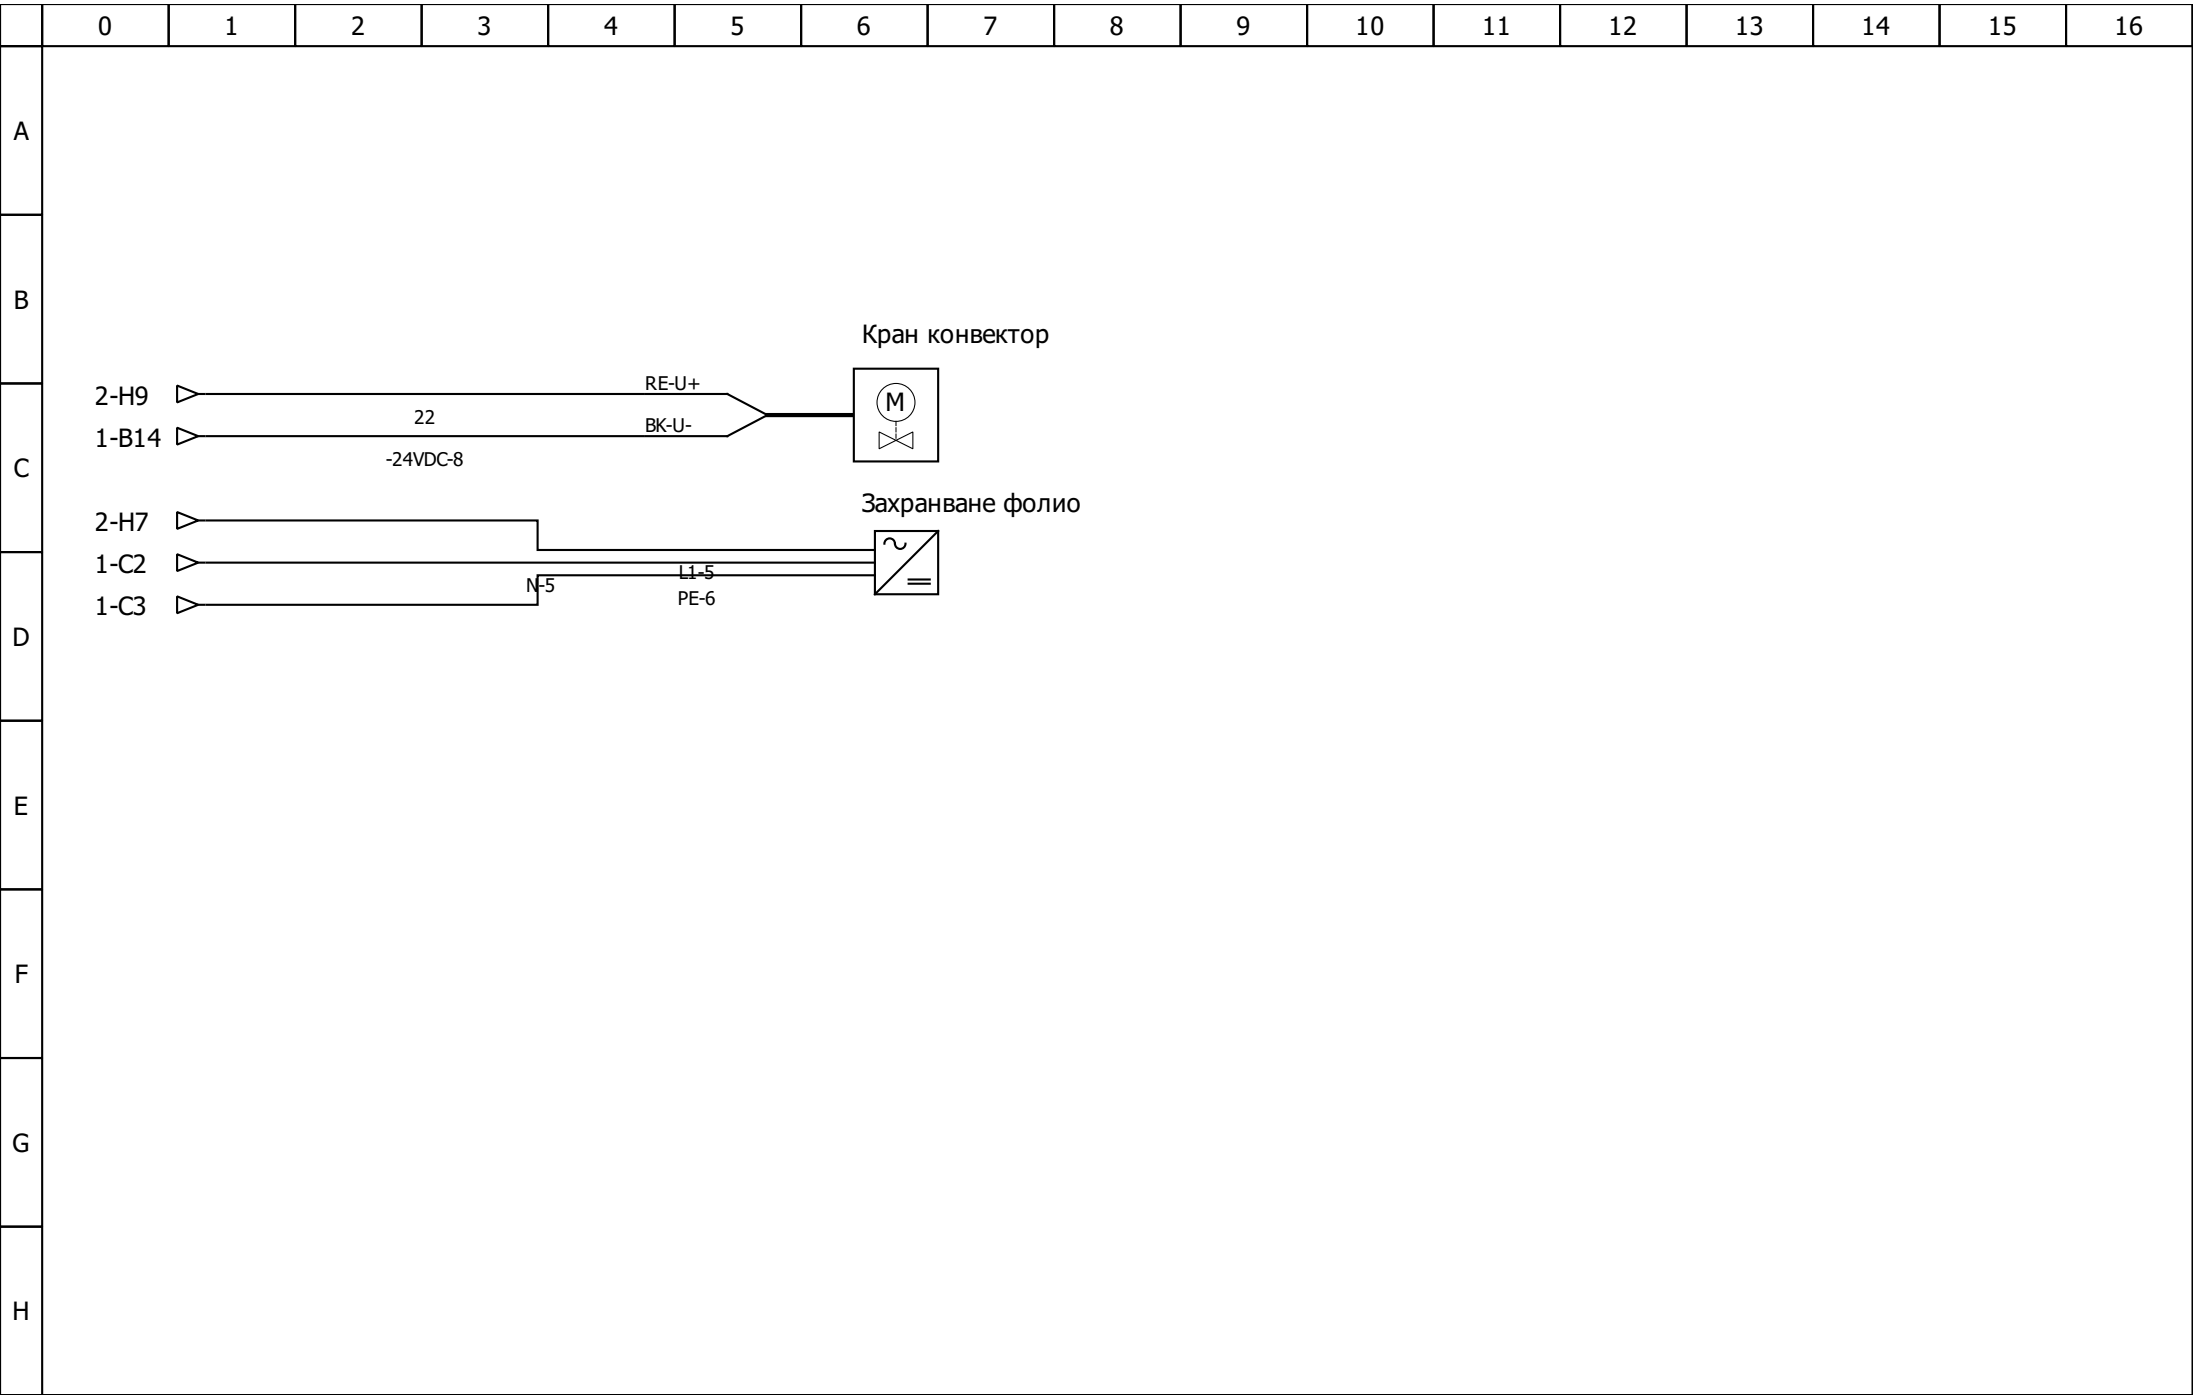 0 1 2 3 4 5 6 7 8 9 10 11 12 13 14 15 16
A
B
Кран конвектор
2-H9
RE-U+
M
22
1-B14
BK-U-
-24VDC-8
C
Захранване фолио
2-H7
1-C2
L1-5
N-5
PE-6
1-C3
D
E
F
G
H